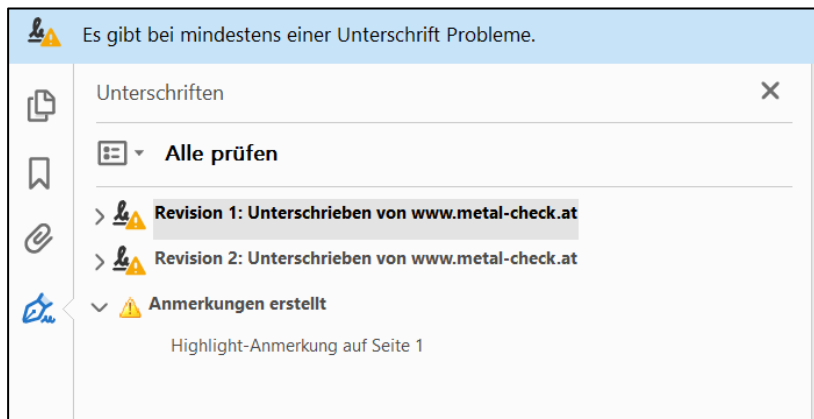 Es gibt bei mindestens einer Unterschrift Probleme.
Unterschriften
Alle prüfen
Revision 1: Unterschrieben von www.metal-check.at
Revision 2: Unterschrieben von www.metal-check.at
Anmerkungen erstellt
Highlight-Anmerkung auf Seite 1